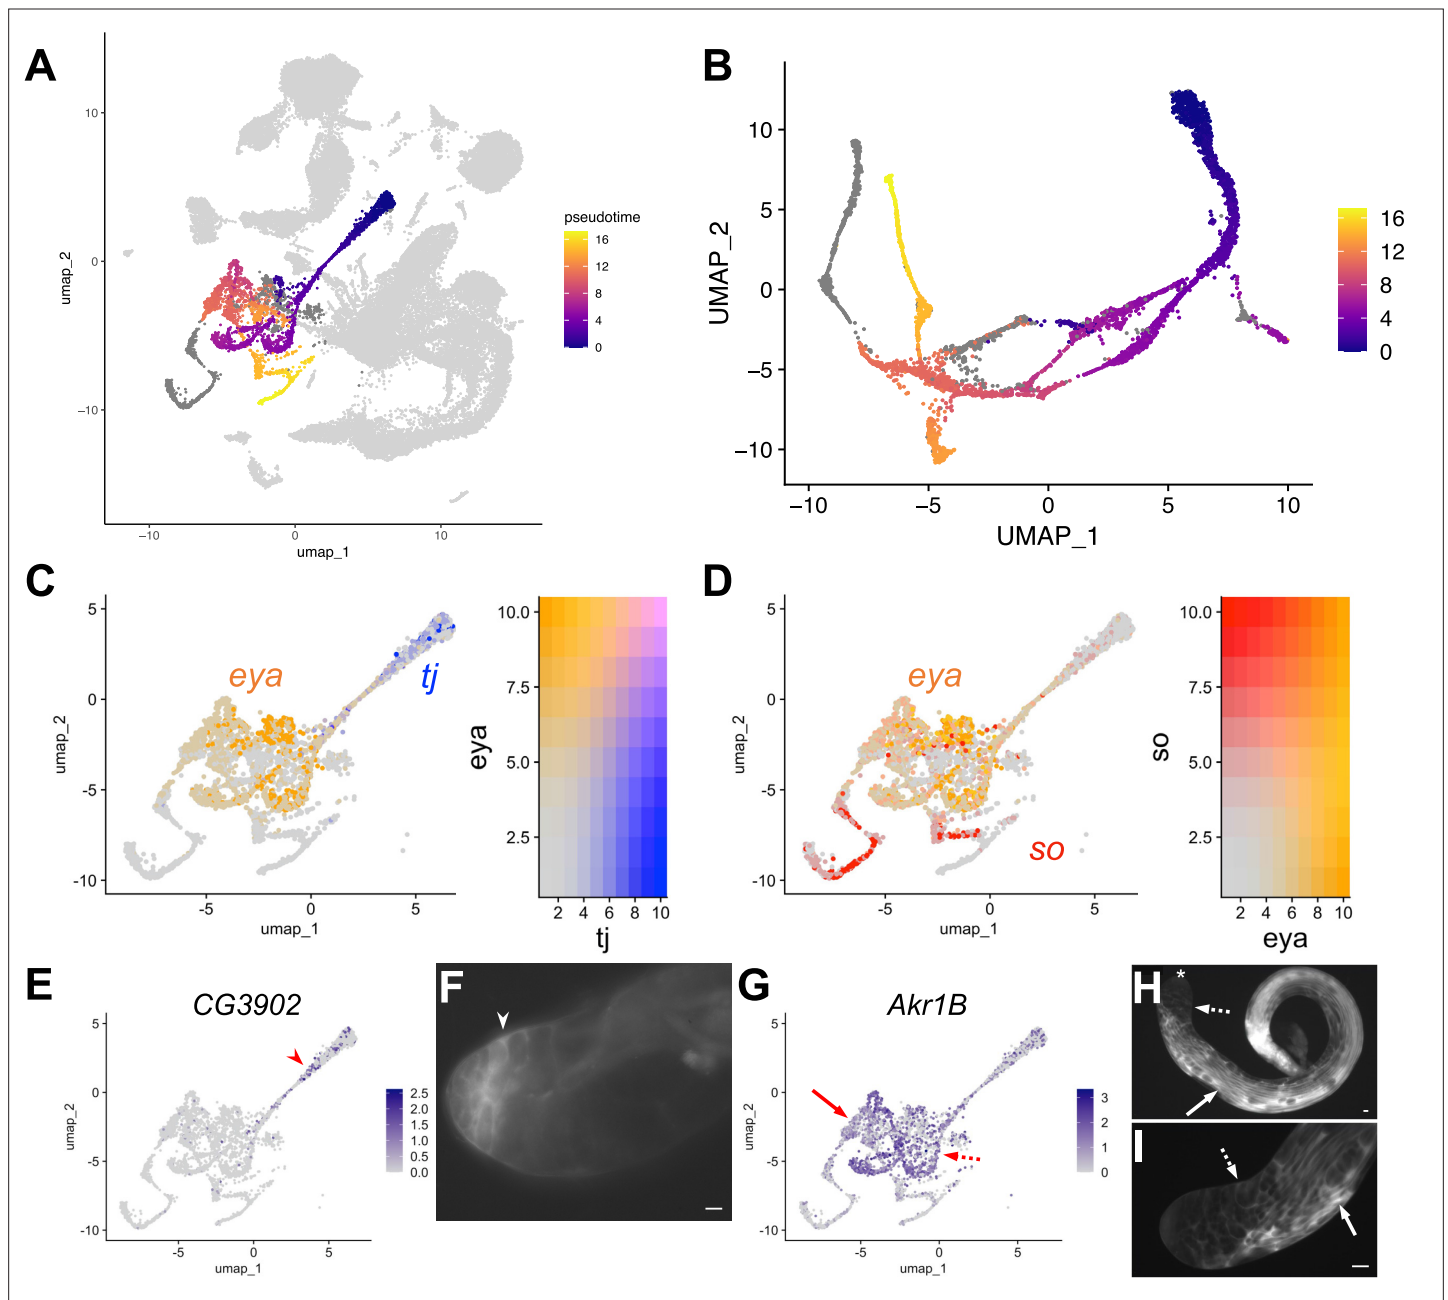 A
10
0
−10
umap_2
−10
0
10
umap_1
pseudotime
16
12
8
4
0
B
10
5
0
−5
−10
UMAP_2
−10
−5
0
5
10
UMAP_1
16
12
8
4
0
C
5
0
-5
-10
umap_2
eya
tj
-5
0
5
umap_1
10.0
7.5
5.0
2.5
eya
2 4 6 8 10
tj
D
5
0
-5
-10
umap_2
eya
so
-5
0
5
umap_1
10.0
7.5
5.0
2.5
so
2 4 6 8 10
eya
E
CG3902
5
0
-5
-10
umap_2
-5
0
5
umap_1
2.5
2.0
1.5
1.0
0.5
0.0
F
G
Akr1B
5
0
-5
-10
umap_2
-5
0
5
umap_1
3
2
1
0
H
*
I